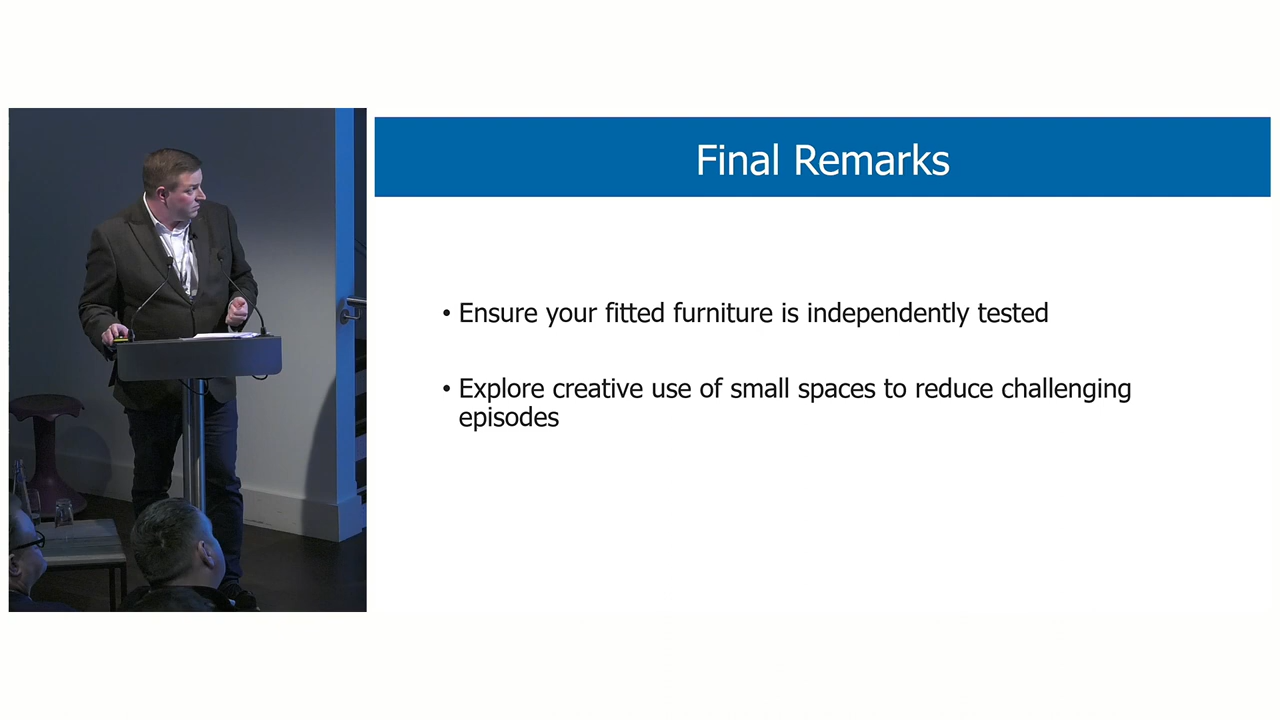 Final Remarks
• Ensure your fitted furniture is independently tested
• Explore creative use of small spaces to reduce challenging
episodes